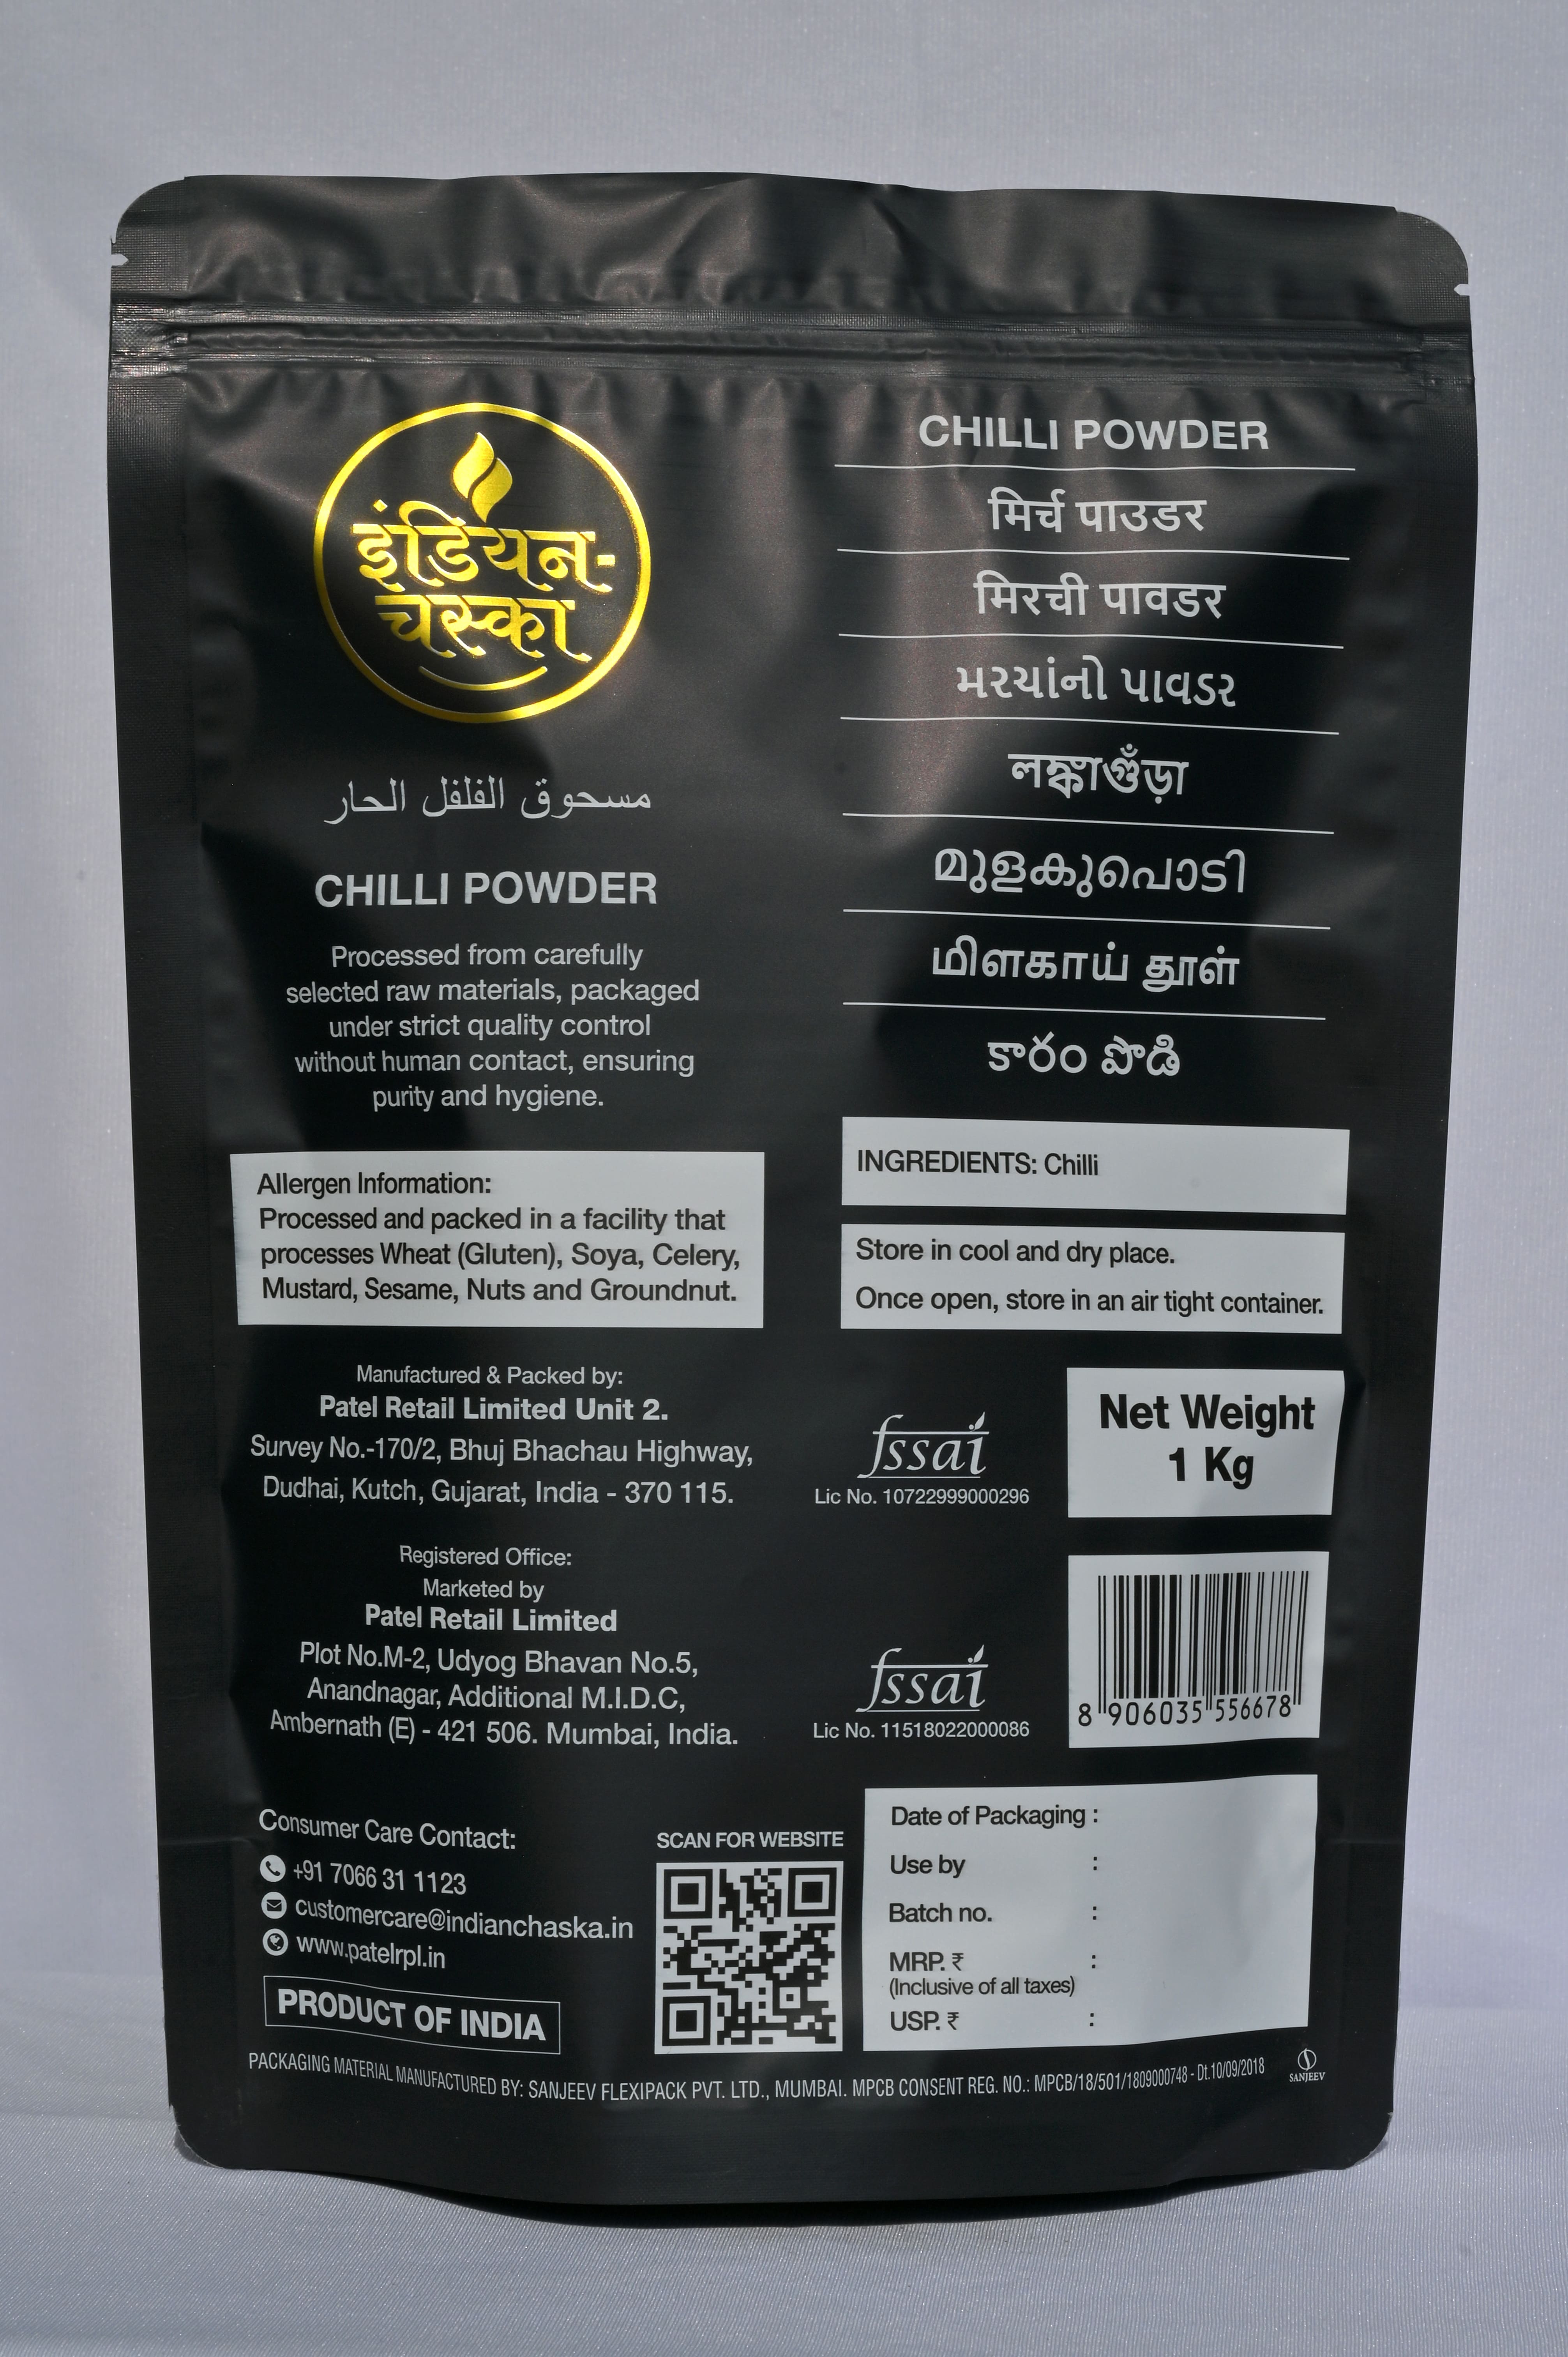 इंडियन-
चस्का
مسحوق الفلفل الحار
CHILLI POWDER
Processed from carefully
selected raw materials, packaged
under strict quality control
without human contact, ensuring
purity and hygiene.
Allergen Information:
Processed and packed in a facility that
processes Wheat (Gluten), Soya, Celery,
Mustard, Sesame, Nuts and Groundnut.
Manufactured & Packed by:
Patel Retail Limited Unit 2.
Survey No.-170/2, Bhuj Bhachau Highway,
Dudhai, Kutch, Gujarat, India - 370 115.
Registered Office:
Marketed by
Patel Retail Limited
Plot No.M-2, Udyog Bhavan No.5,
Anandnagar, Additional M.I.D.C,
Ambernath (E) - 421 506. Mumbai, India.
Consumer Care Contact:
+91 7066 31 1123
customercare@indianchaska.in
www.patelrpl.in
PRODUCT OF INDIA
SCAN FOR WEBSITE
CHILLI POWDER
मिर्च पाउडर
मिरची पावडर
મરચાંનો પાવડર
লঙ্কাগুঁড়া
മുളകുപൊടി
மிளகாய் தூள்
కారం పొడి
INGREDIENTS: Chilli
Store in cool and dry place.
Once open, store in an air tight container.
fssai
Lic No. 10722999000296
Net Weight
1 Kg
fssai
Lic No. 11518022000086
8 906035 556678
Date of Packaging :
Use by :
Batch no. :
MRP. ₹ :
(Inclusive of all taxes)
USP. ₹ :
PACKAGING MATERIAL MANUFACTURED BY: SANJEEV FLEXIPACK PVT. LTD., MUMBAI. MPCB CONSENT REG. NO.: MPCB/18/501/1809000748 - Dt.10/09/2018
SANJEEV